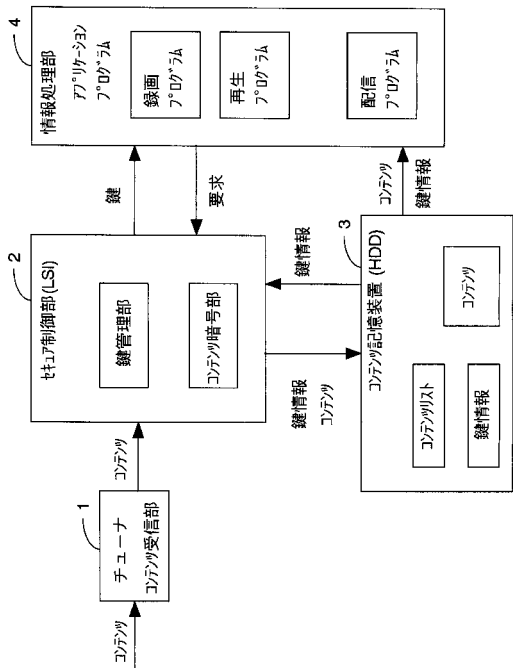 コンテンツ
1
チューナ
コンテンツ受信部
コンテンツ
2
セキュア制御部(LSI)
鍵管理部
コンテンツ暗号部
鍵
要求
鍵情報
コンテンツ
鍵情報
3
コンテンツ記憶装置(HDD)
コンテンツリスト
鍵情報
コンテンツ
コンテンツ
鍵情報
4
情報処理部
アプリケーション
プログラム
録画
プログラム
再生
プログラム
配信
プログラム